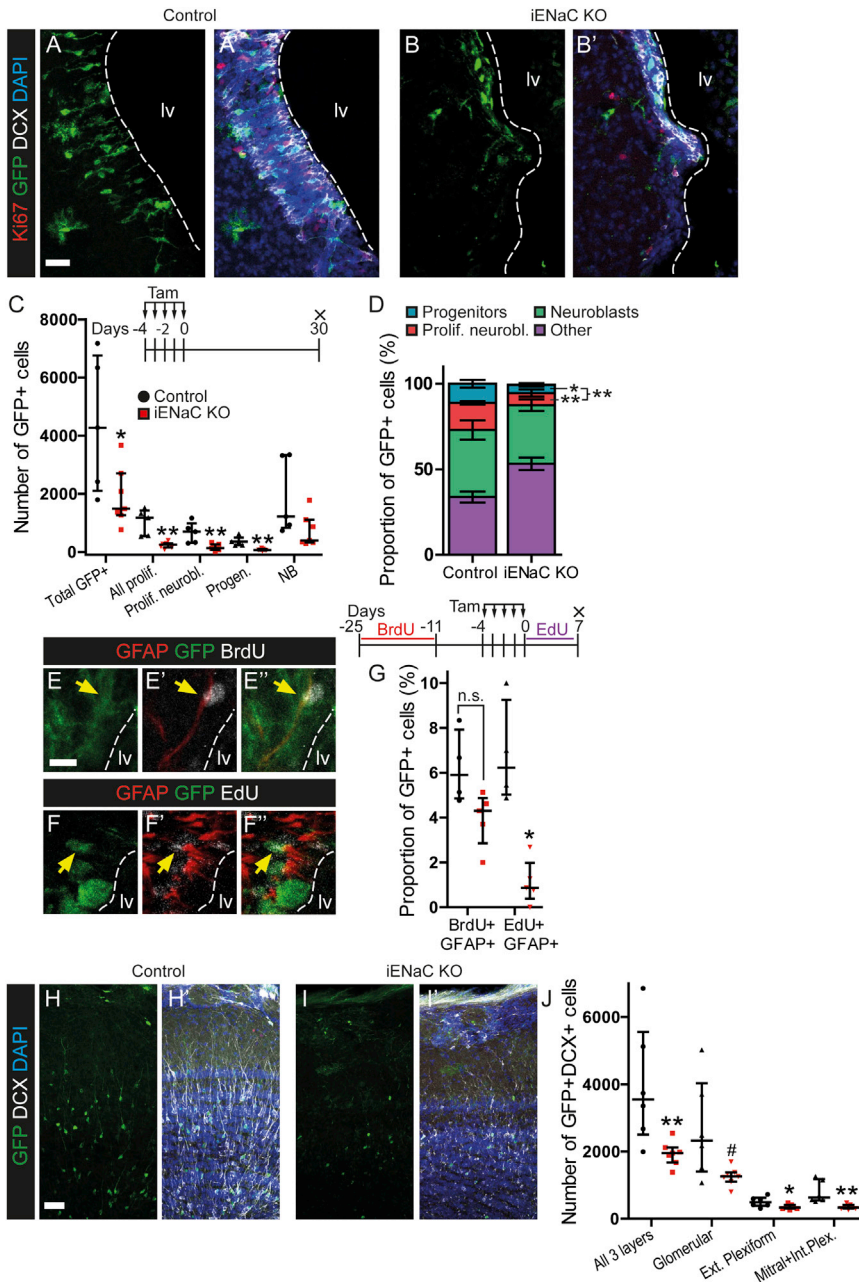 Control
iENaC KO
Ki67 GFP DCX DAPI
A
lv
A'
B
lv
B'
lv
C
Tam
Days
-4
-2
0
×
30
8000
6000
4000
2000
0
Number of GFP+ cells
Control
iENaC KO
*
**
**
**
Total GFP+
All prolif.
Prolif. neurobl.
Progen.
NB
D
Progenitors
Neuroblasts
Prolif. neurobl.
Other
Proportion of GFP+ cells (%)
100
50
0
*
**
**
Control
iENaC KO
Days
-25
BrdU
-11
Tam
-4
0
EdU
×
7
GFAP GFP BrdU
E
E'
E"
lv
lv
lv
GFAP GFP EdU
F
F'
F"
lv
lv
lv
G
Proportion of GFP+ cells (%)
10
8
6
4
2
0
n.s.
*
BrdU+
GFAP+
EdU+
GFAP+
Control
iENaC KO
GFP DCX DAPI
H
H'
I
I'
J
Number of GFP+DCX+ cells
6000
4000
2000
0
**
#
*
**
All 3 layers
Glomerular
Ext. Plexiform
Mitral+Int.Plex.